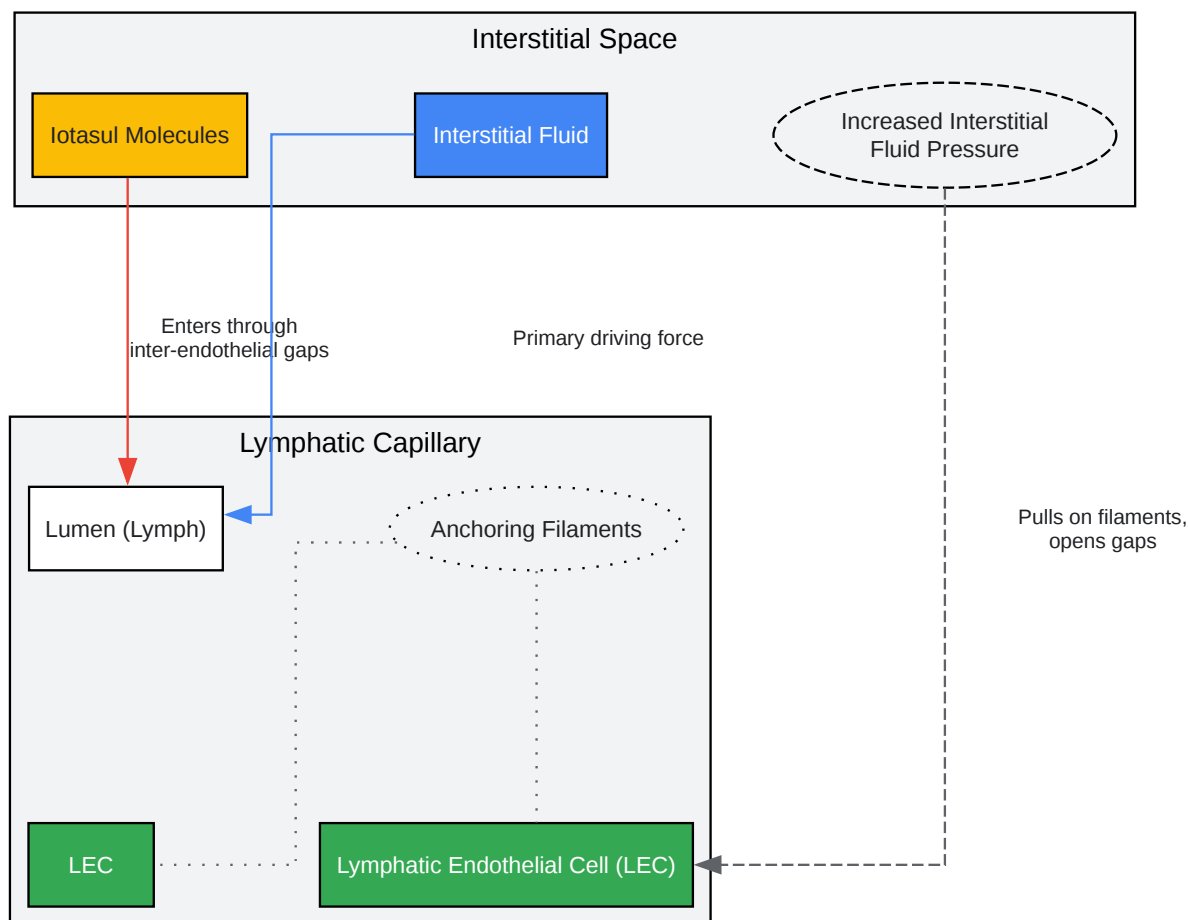 Interstitial Space
Iotasul Molecules
Interstitial Fluid
Increased Interstitial
Fluid Pressure
Enters through
inter-endothelial gaps
Primary driving force
Lymphatic Capillary
Lumen (Lymph)
Anchoring Filaments
Pulls on filaments,
opens gaps
LEC
Lymphatic Endothelial Cell (LEC)